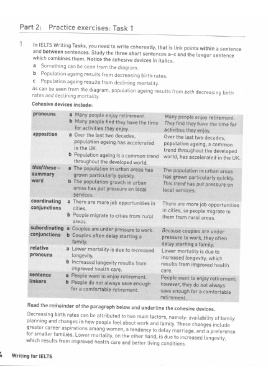 Part 2: Practice exercises: Task 1
1 In IELTS Writing Tasks, you need to write coherently, that is link points within a sentence
and between sentences. Study the three short sentences a–c and the longer sentence
which combines them. Notice the cohesive devices in italics.
a Something can be seen from the diagram.
b Population ageing results from decreasing birth rates.
c Population ageing results from declining mortality.
As can be seen from the diagram, population ageing results from both decreasing birth
rates and declining mortality.
Cohesive devices include:
pronouns a Many people enjoy retirement. Many people enjoy retirement.
b Many people find they have the time They find they have the time for
for activities they enjoy. activities they enjoy.
apposition a Over the last two decades, Over the last two decades,
population ageing has accelerated population ageing, a common
in the UK. trend throughout the developed
b Population ageing is a common trend world, has accelerated in the UK.
throughout the developed world.
this/these + a The population in urban areas has The population in urban areas
summary grown particularly quickly. has grown particularly quickly.
word b The population growth in urban This trend has put pressure on
areas has put pressure on local local services.
services.
coordinating a There are more job opportunities in There are more job opportunities
conjunctions cities. in cities, so people migrate to
b People migrate to cities from rural them from rural areas.
areas.
subordinating a Couples are under pressure to work. Because couples are under
conjunctions b Couples often delay starting a pressure to work, they often
family. delay starting a family.
relative a Lower mortality is due to increased Lower mortality is due to
pronouns longevity. increased longevity, which
b Increased longevity results from results from improved health
improved health care. care.
sentence a People want to enjoy retirement. People want to enjoy retirement;
linkers b People do not always save enough however, they do not always
for a comfortable retirement. save enough for a comfortable
retirement.
Read the remainder of the paragraph below and underline the cohesive devices.
Decreasing birth rates can be attributed to two main factors, namely availability of family
planning and changes in how people feel about work and family. These changes include
greater career aspirations among women, a tendency to delay marriage, and a preference
for smaller families. Lower mortality, on the other hand, is due to increased longevity,
which results from improved health care and better living conditions.
Writing for IELTS